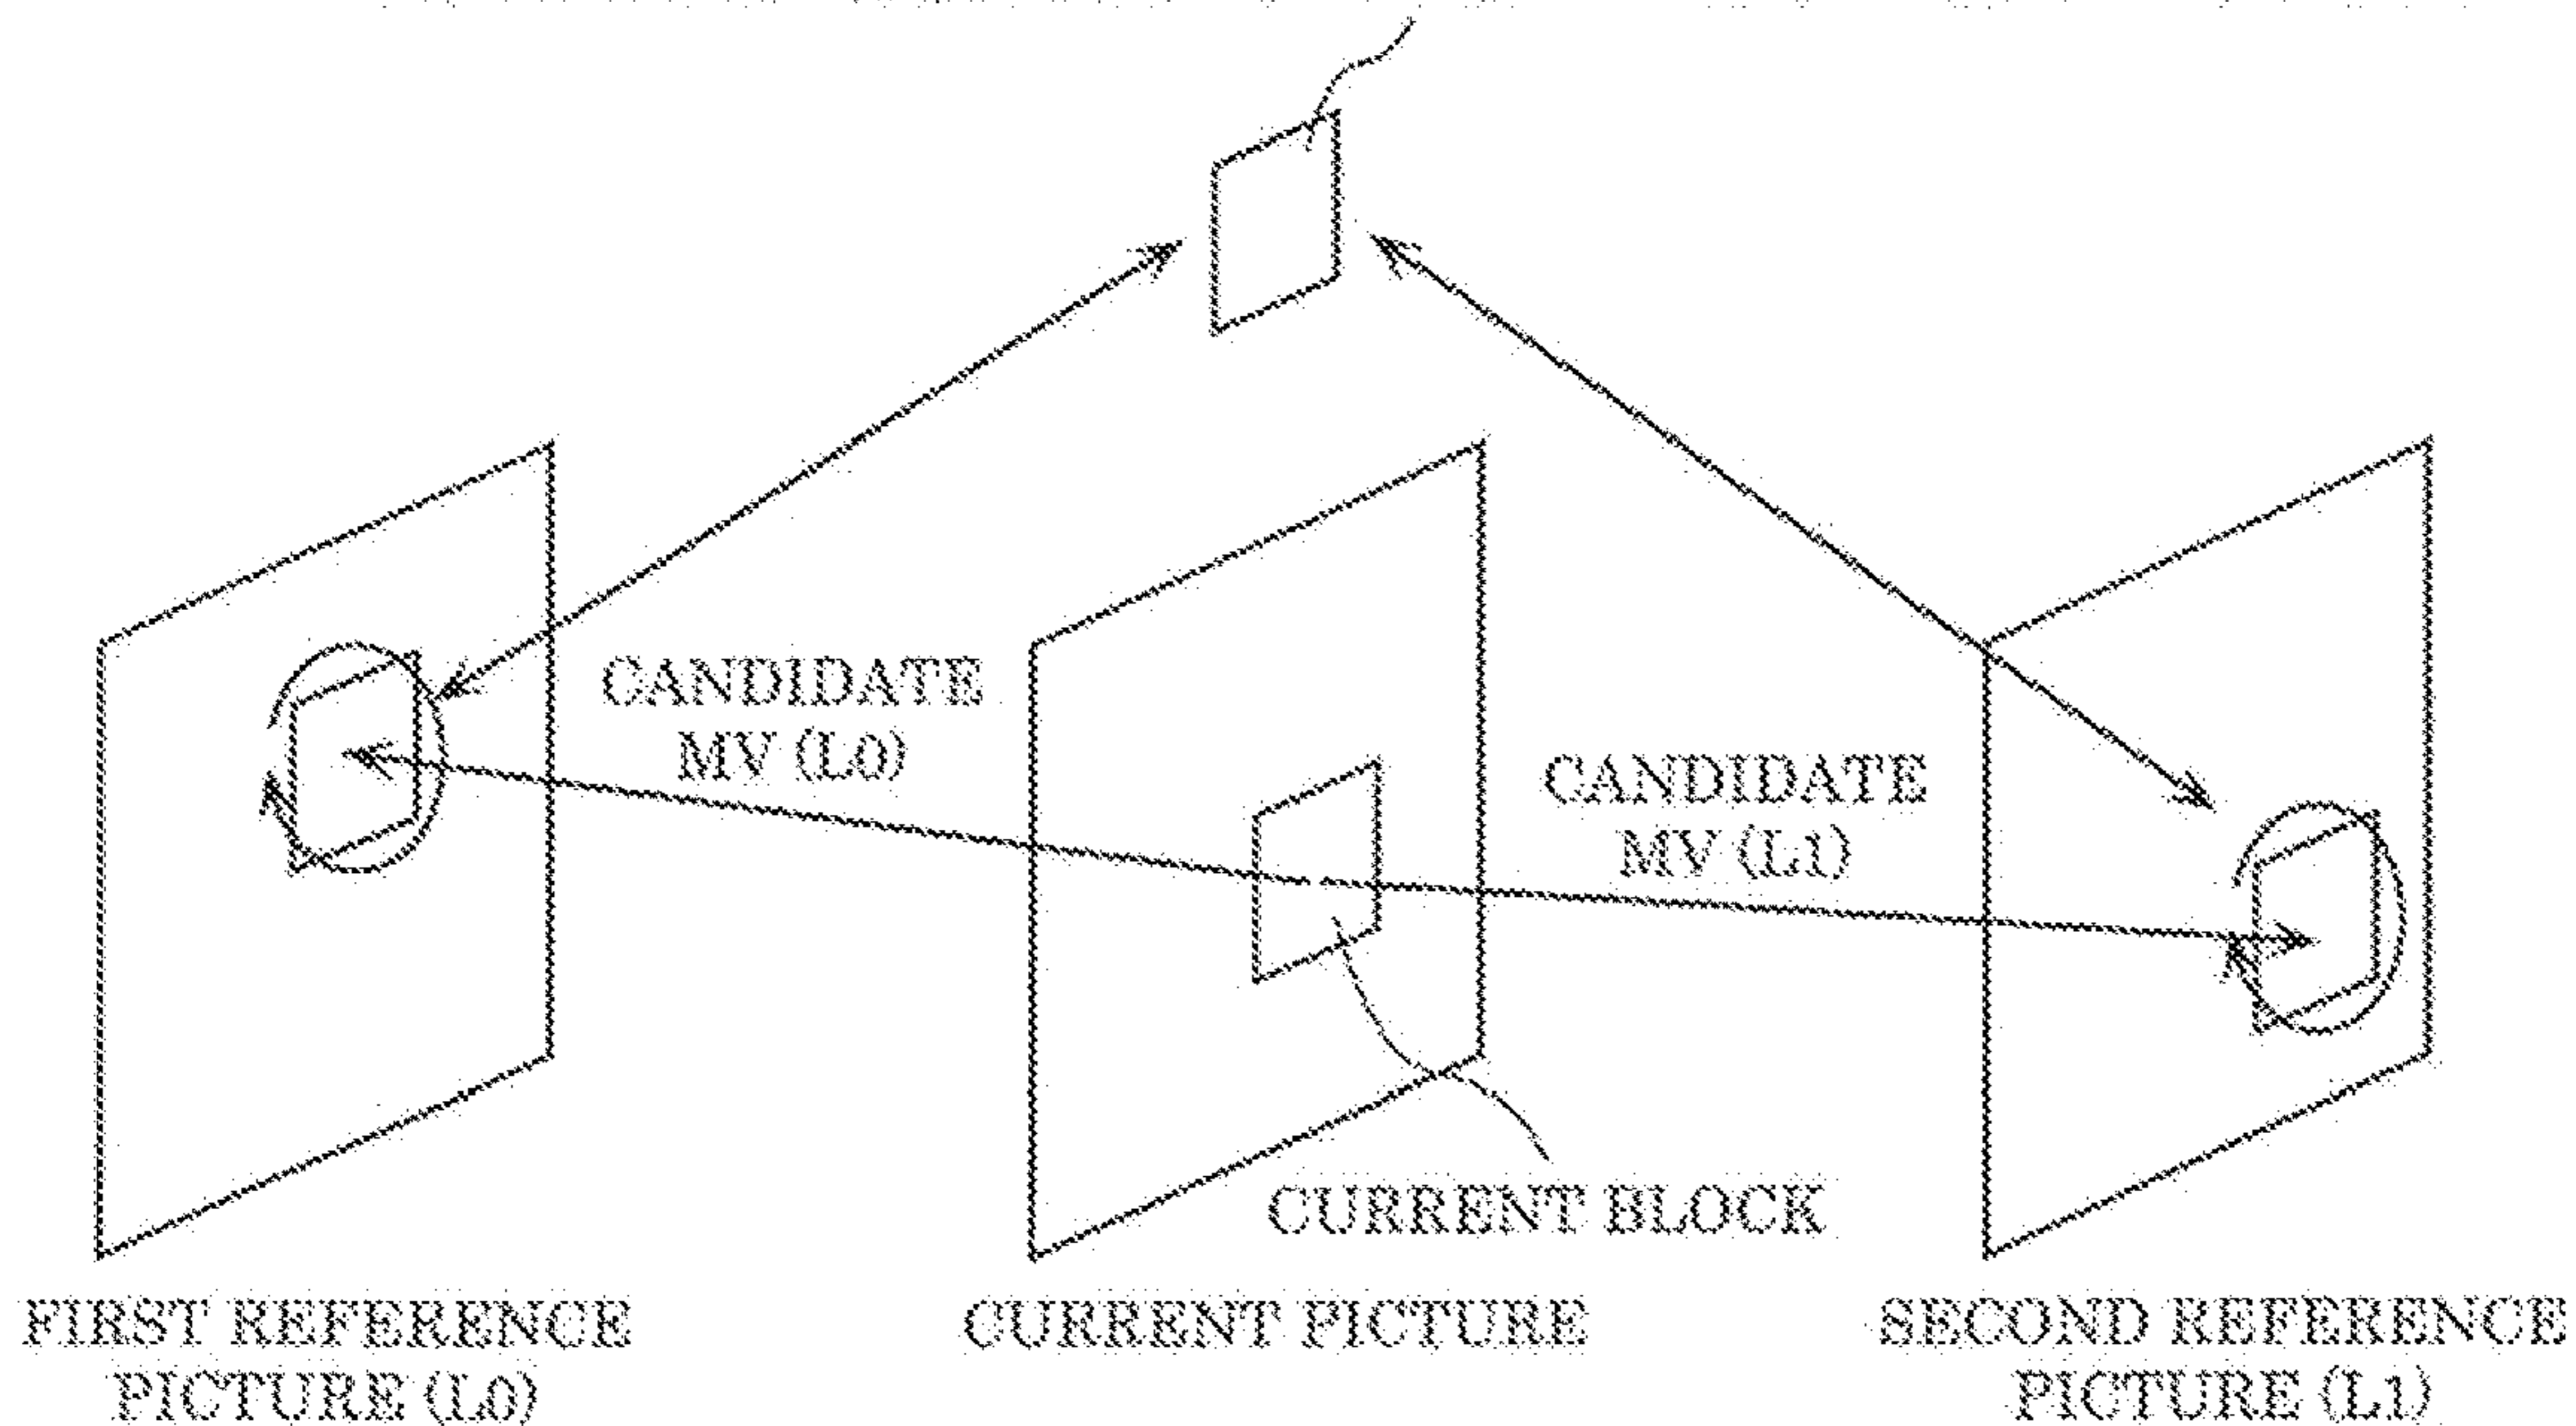 CANDIDATE
MV (L0)
CANDIDATE
MV (L1)
CURRENT BLOCK
FIRST REFERENCE
PICTURE (L0)
CURRENT PICTURE
SECOND REFERENCE
PICTURE (L1)